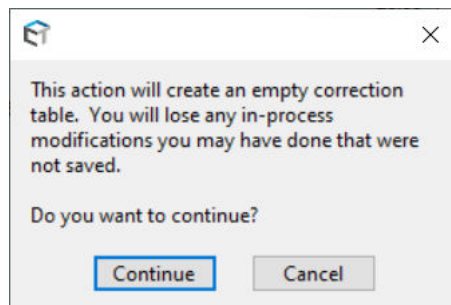 This action will create an empty correction
table.  You will lose any in-process
modifications you may have done that were
not saved.
Do you want to continue?
Continue
Cancel